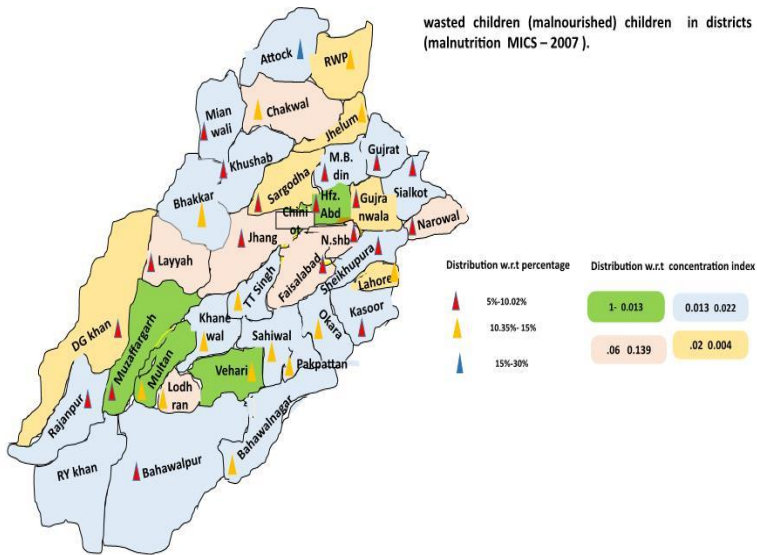 wasted children (malnourished) children in districts
(malnutrition MICS – 2007 ).
Attock
RWP
Chakwal
Mian
wali
Jhelum
Khushab
M.B.
din
Gujrat
Sargodha
Sialkot
Bhakkar
Hfz.
Abd
Gujra
nwala
Chini
ot
Narowal
Jhang
N.shb
Layyah
Faisalabad
Sheikhupura
TT Singh
Lahore
DG khan
Muzaffargarh
Khane
wal
Sahiwal
Okara
Kasoor
Multan
Vehari
Pakpattan
Lodh
ran
Rajanpur
Bahawalnagar
RY khan
Bahawalpur
Distribution w.r.t percentage
5%-10.02%
10.35%- 15%
15%-30%
Distribution w.r.t concentration index
1- 0.013
0.013 0.022
.06 0.139
.02 0.004